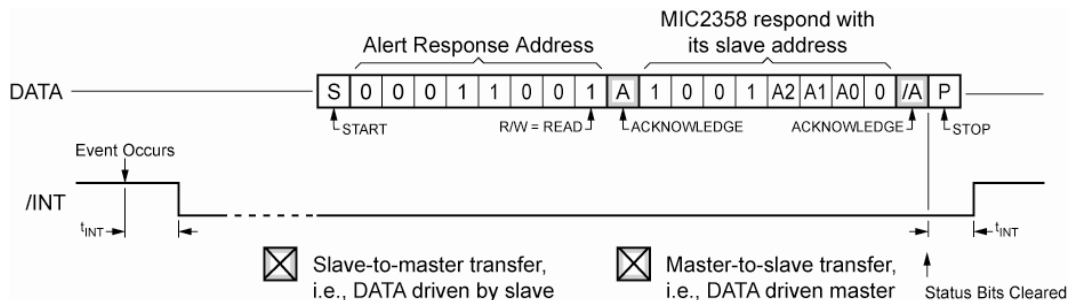 Alert Response Address
MIC2358 respond with
its slave address
DATA
S 0 0 0 1 1 0 0 1 A 1 0 0 1 A2 A1 A0 0 /A P
START
R/W = READ
ACKNOWLEDGE
ACKNOWLEDGE
STOP
Event Occurs
/INT
tINT
tINT
Slave-to-master transfer,
i.e., DATA driven by slave
Master-to-slave transfer,
i.e., DATA driven master
Status Bits Cleared